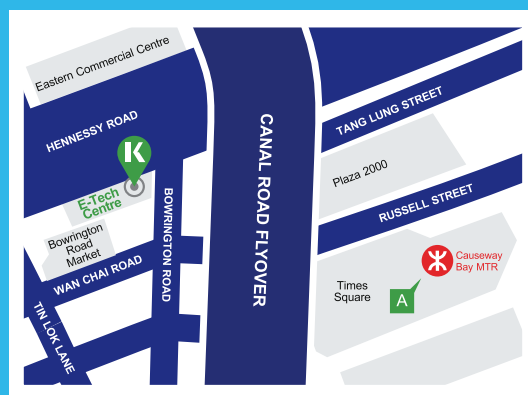 Eastern Commercial Centre
HENNESSY ROAD
K
E-Tech
Centre
Bowrington
Road
Market
WAN CHAI ROAD
TIN LOK LANE
BOWRINGTON ROAD
CANAL ROAD FLYOVER
TANG LUNG STREET
Plaza 2000
RUSSELL STREET
Times
Square
A
Causeway
Bay MTR